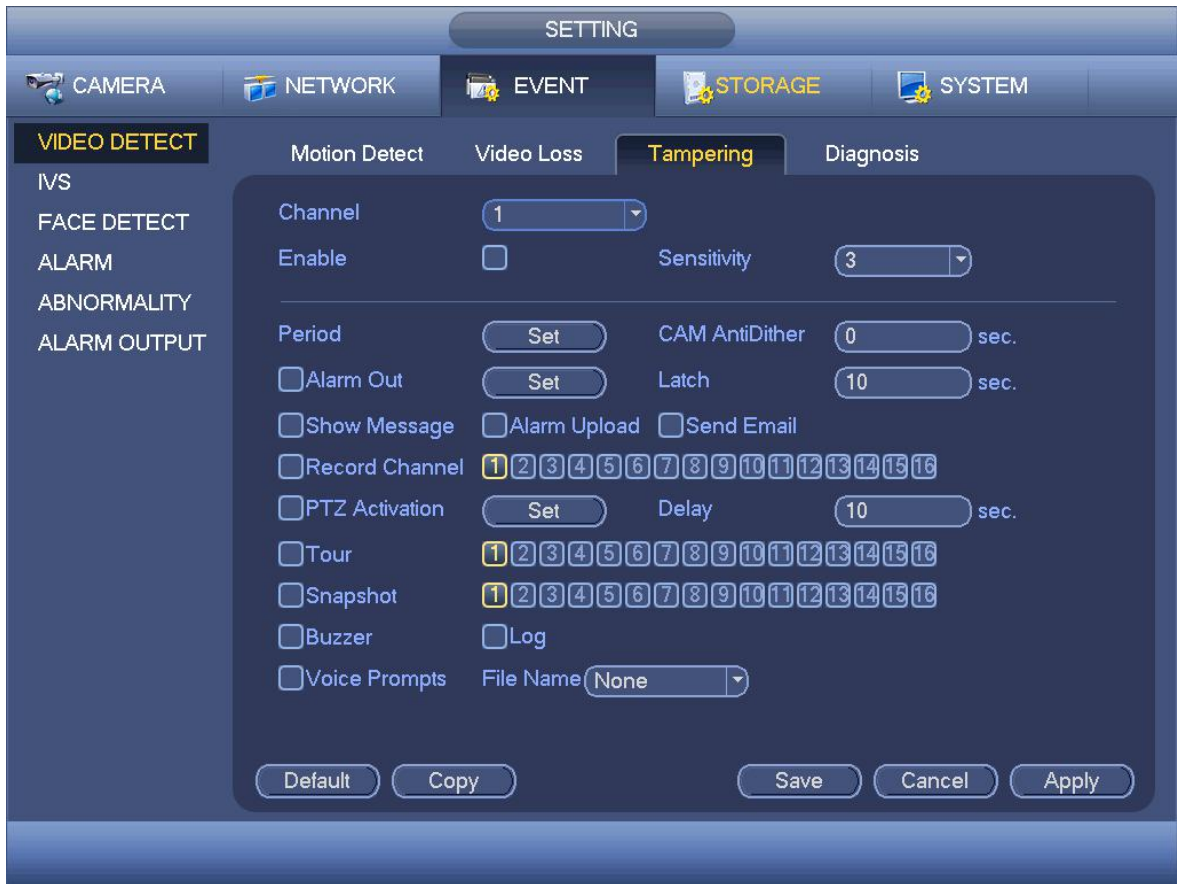 SETTING
CAMERA NETWORK EVENT STORAGE SYSTEM
VIDEO DETECT
IVS
FACE DETECT
ALARM
ABNORMALITY
ALARM OUTPUT
Motion Detect Video Loss Tampering Diagnosis
Channel 1
Enable Sensitivity 3
Period Set CAM AntiDither 0 sec.
Alarm Out Set Latch 10 sec.
Show Message Alarm Upload Send Email
Record Channel 1 2 3 4 5 6 7 8 9 10 11 12 13 14 15 16
PTZ Activation Set Delay 10 sec.
Tour 1 2 3 4 5 6 7 8 9 10 11 12 13 14 15 16
Snapshot 1 2 3 4 5 6 7 8 9 10 11 12 13 14 15 16
Buzzer Log
Voice Prompts File Name None
Default Copy Save Cancel Apply